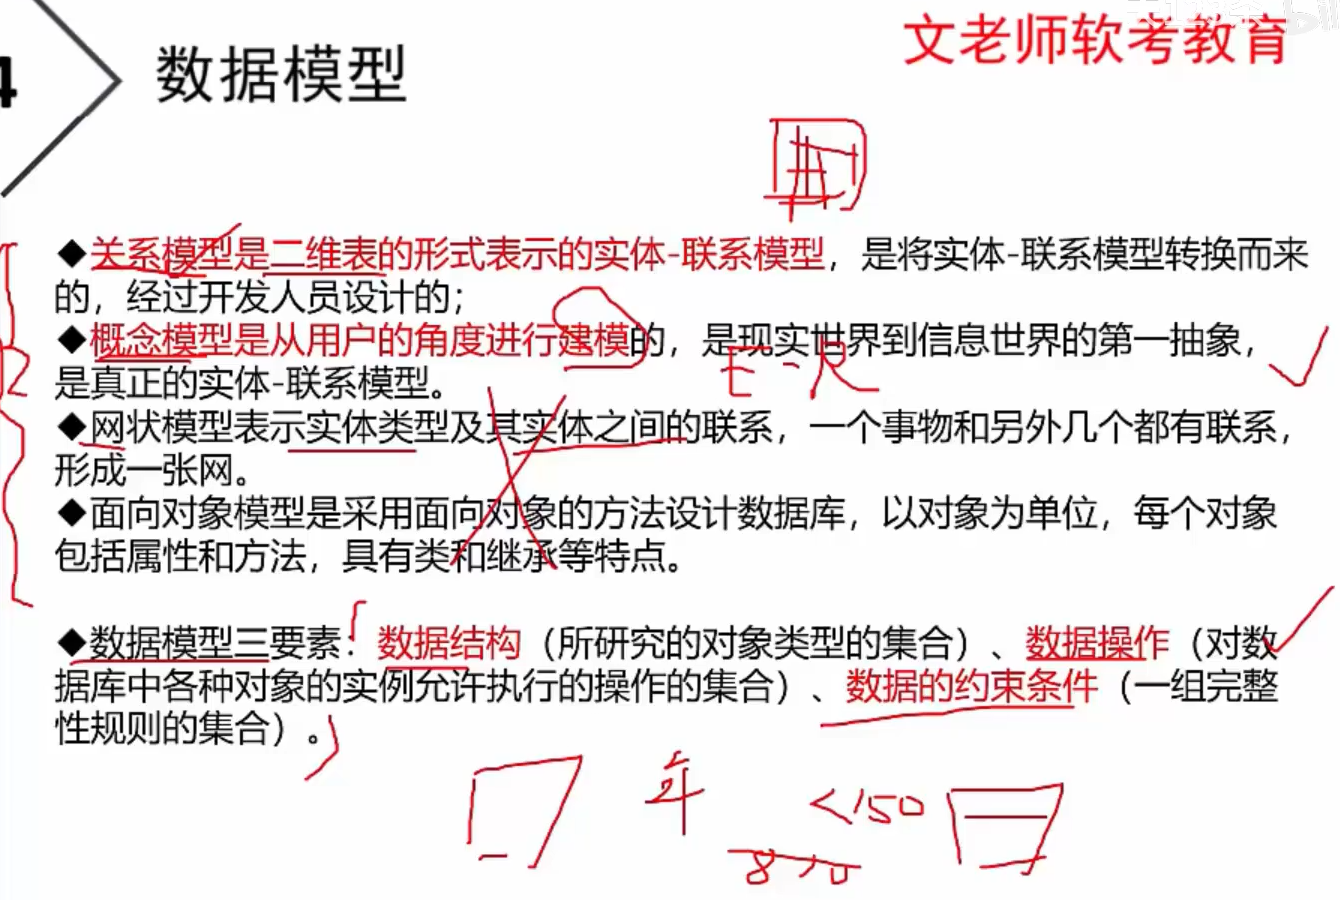 4
数据模型
文老师软考教育
◆关系模型是二维表的形式表示的实体-联系模型，是将实体-联系模型转换而来
的，经过开发人员设计的；
◆概念模型是从用户的角度进行建模的，是现实世界到信息世界的第一抽象，
是真正的实体-联系模型。
E-R
◆网状模型表示实体类型及其实体之间的联系，一个事物和另外几个都有联系，
形成一张网。
◆面向对象模型是采用面向对象的方法设计数据库，以对象为单位，每个对象
包括属性和方法，具有类和继承等特点。
◆数据模型三要素：数据结构（所研究的对象类型的集合）、数据操作（对数
据库中各种对象的实例允许执行的操作的集合）、数据的约束条件（一组完整
性规则的集合）。
年
<150